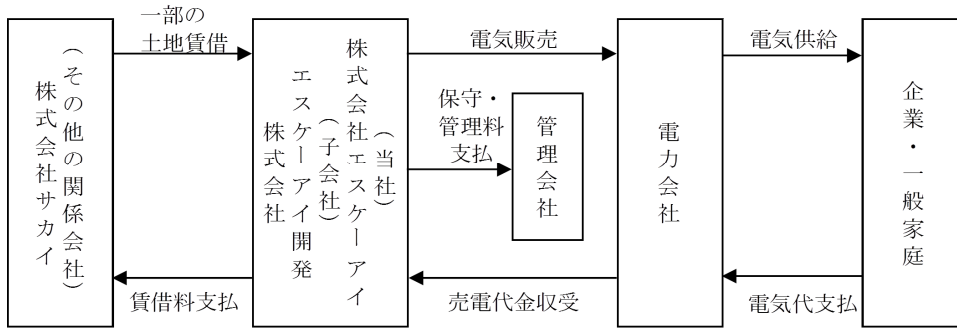 （その他の関係会社）
株式会社サカイ
一部の
土地賃借
賃借料支払
（当社）
株式会社エスケーアイ
（子会社）
エスケーアイ開発
株式会社
電気販売
保守・
管理料
支払
管理会社
売電代金収受
電力会社
電気供給
電気代支払
企業・一般家庭